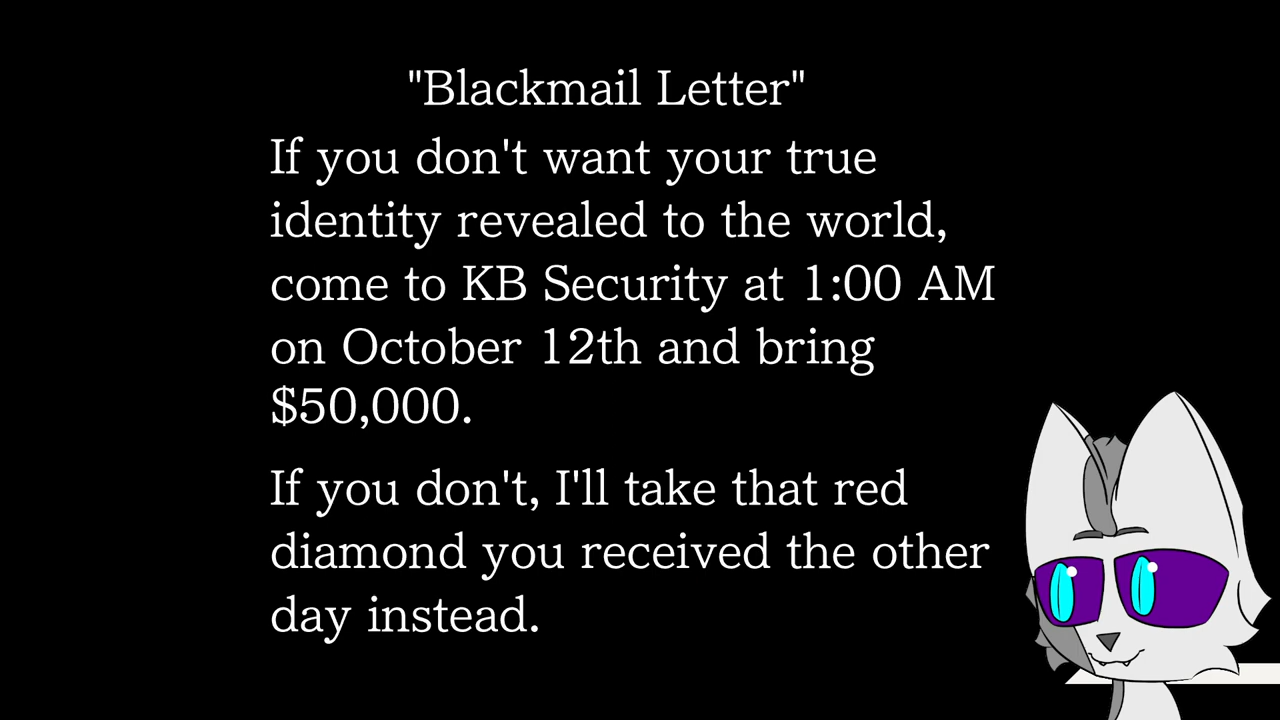 "Blackmail Letter"
If you don't want your true
identity revealed to the world,
come to KB Security at 1:00 AM
on October 12th and bring
$50,000.
If you don't, I'll take that red
diamond you received the other
day instead.